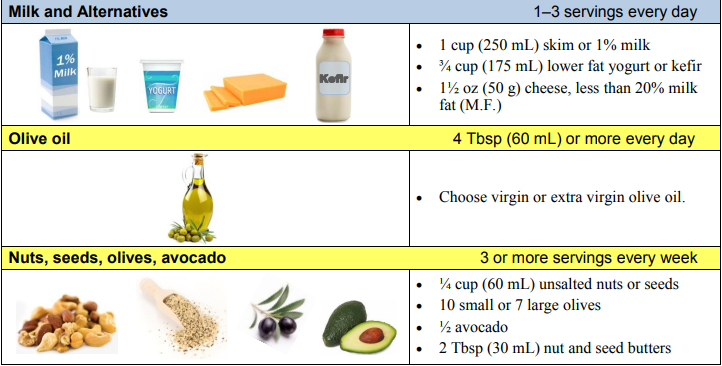 Milk and Alternatives 1–3 servings every day
1%
Milk
YOGURT
Kefir
• 1 cup (250 mL) skim or 1% milk
• ¾ cup (175 mL) lower fat yogurt or kefir
• 1½ oz (50 g) cheese, less than 20% milk
fat (M.F.)
Olive oil 4 Tbsp (60 mL) or more every day
• Choose virgin or extra virgin olive oil.
Nuts, seeds, olives, avocado 3 or more servings every week
• ¼ cup (60 mL) unsalted nuts or seeds
• 10 small or 7 large olives
• ½ avocado
• 2 Tbsp (30 mL) nut and seed butters